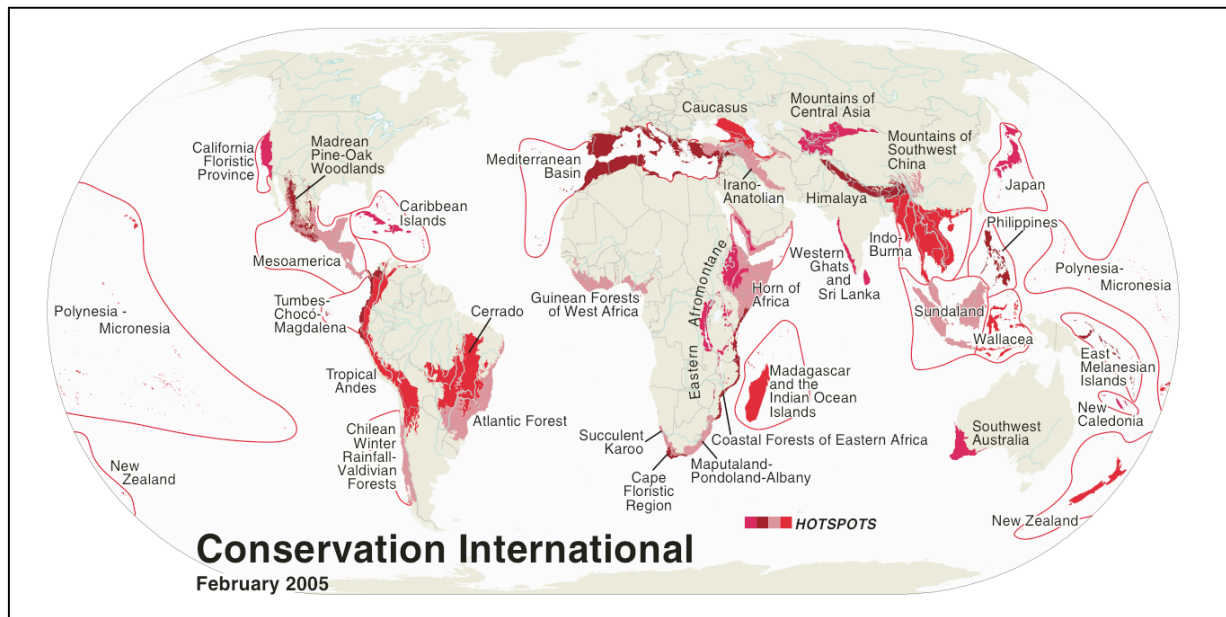 California
Floristic
Province
Madrean
Pine-Oak
Woodlands
Caribbean
Islands
Mesoamerica
Polynesia -
Micronesia
Tumbes-
Chocó-
Magdalena
Cerrado
Tropical
Andes
Atlantic Forest
Chilean
Winter
Rainfall-
Valdivian
Forests
New
Zealand
Mediterranean
Basin
Caucasus
Irano-
Anatolian
Mountains of
Central Asia
Mountains of
Southwest
China
Himalaya
Japan
Indo-
Burma
Philippines
Western
Ghats
and
Sri Lanka
Guinean Forests
of West Africa
Eastern Afromontane
Horn of
Africa
Sundaland
Wallacea
Polynesia-
Micronesia
East
Melanesian
Islands
New
Caledonia
Madagascar
and the
Indian Ocean
Islands
Coastal Forests of Eastern Africa
Succulent
Karoo
Cape
Floristic
Region
Maputaland-
Pondoland-Albany
Southwest
Australia
New Zealand
HOTSPOTS
Conservation International
February 2005